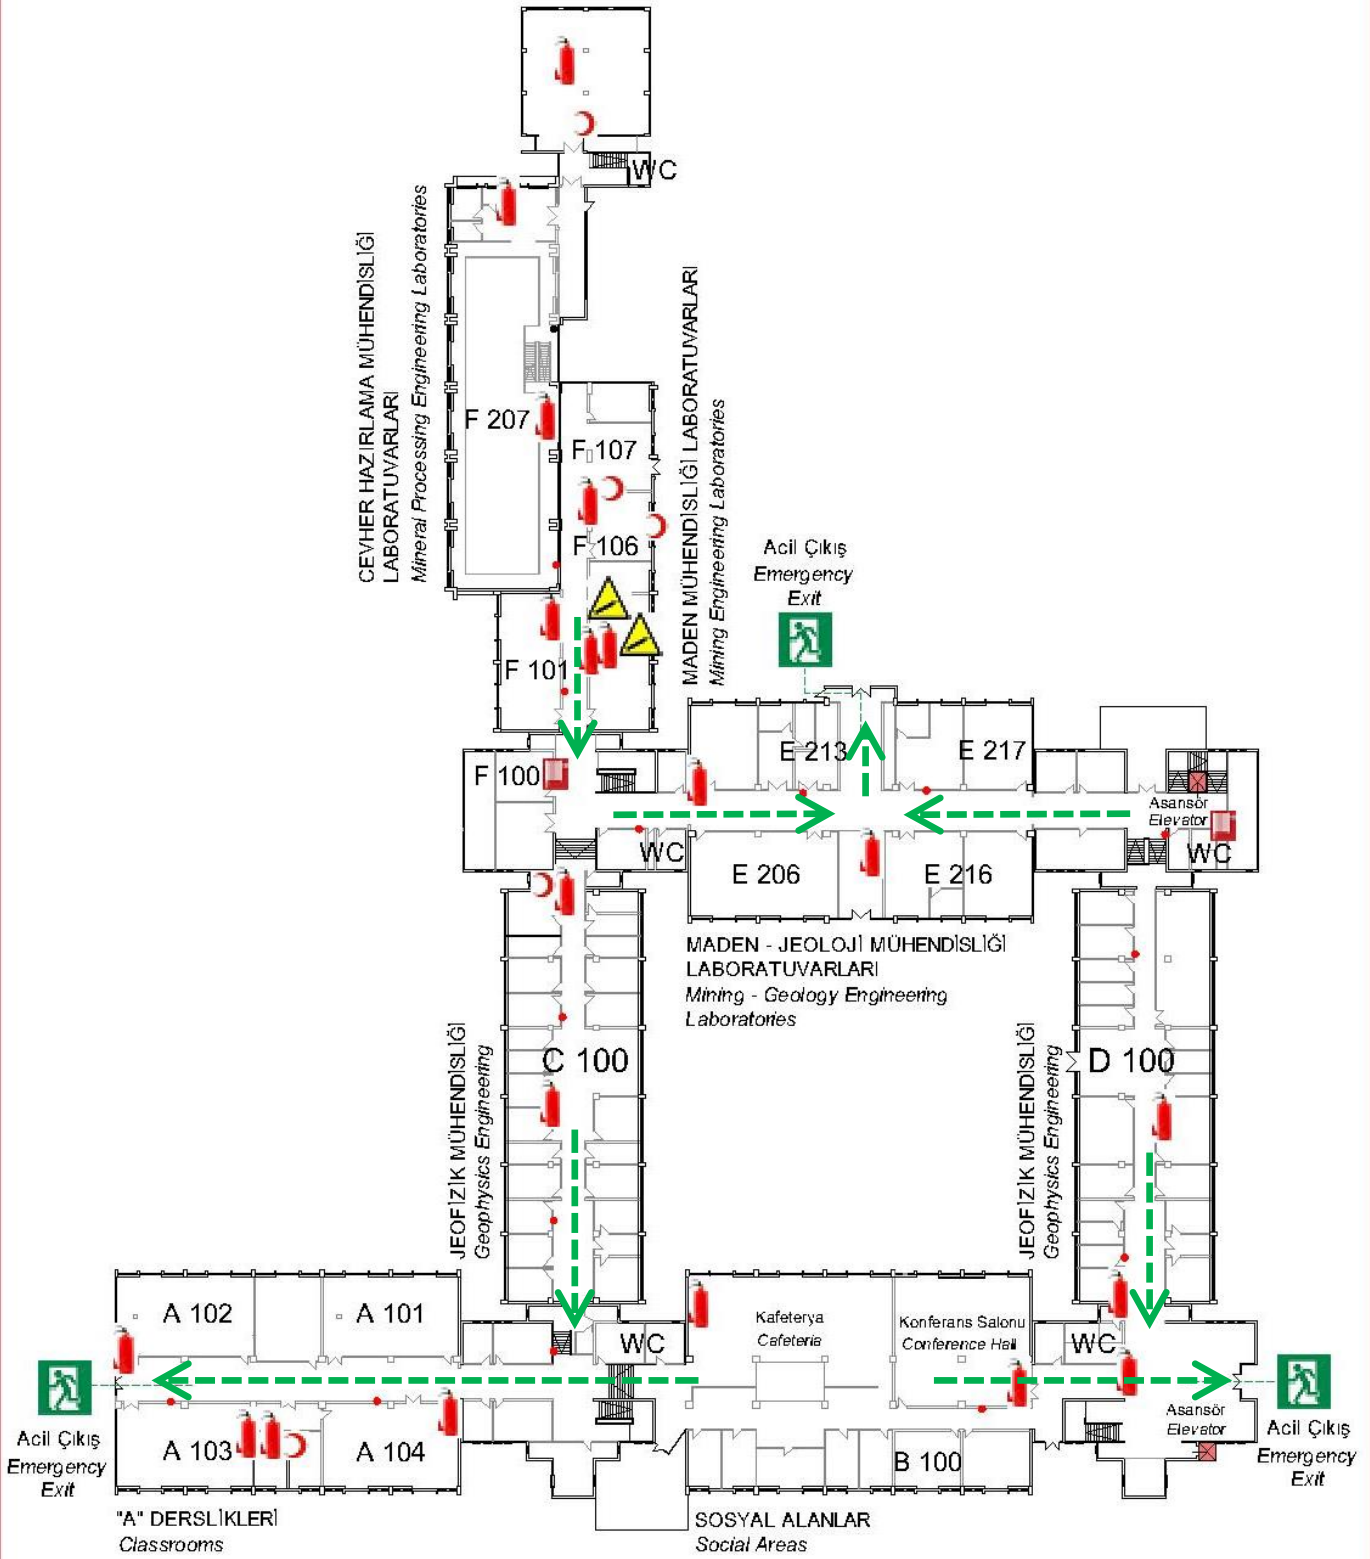 WC
CEVHER HAZIRLAMA MÜHENDİSLİĞİ
LABORATUVARLARI
Mineral Processing Engineering Laboratories
F 207
F 107
F 106
MADEN MÜHENDİSLİĞİ LABORATUVARLARI
Mining Engineering Laboratories
Acil Çıkış
Emergency
Exit
F 101
F 100
E 213
E 217
Asansör
Elevator
WC
WC
E 206
E 216
MADEN - JEOLOJİ MÜHENDİSLİĞİ
LABORATUVARLARI
Mining - Geology Engineering
Laboratories
JEOFİZİK MÜHENDİSLİĞİ
Geophysics Engineering
C 100
JEOFİZİK MÜHENDİSLİĞİ
Geophysics Engineering
D 100
A 102
A 101
WC
Kafeterya
Cafeteria
Konferans Salonu
Conference Hall
WC
Acil Çıkış
Emergency
Exit
A 103
A 104
B 100
Asansör
Elevator
Acil Çıkış
Emergency
Exit
"A" DERSLİKLERİ
Classrooms
SOSYAL ALANLAR
Social Areas